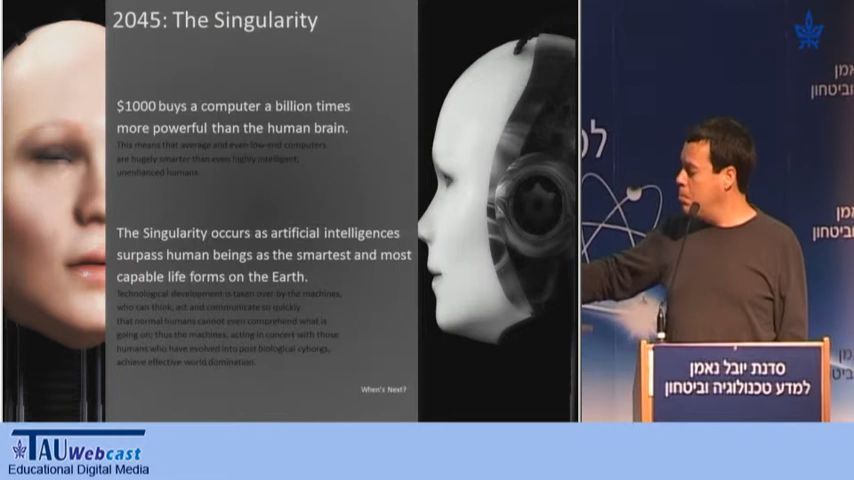 2045: The Singularity
$1000 buys a computer a billion times
more powerful than the human brain.
This means that average and even low-end computers
are hugely smarter than even highly intelligent,
unenhanced humans.
The Singularity occurs as artificial intelligences
surpass human beings as the smartest and most
capable life forms on the Earth.
Technological development is taken over by the machines,
who can think, act and communicate so quickly
that normal humans cannot even comprehend what is
going on; thus the machines, acting in concert with those
humans who have evolved into post biological cyborgs,
achieve effective world domination.
When's Next?
סדנת יובל נאמן
למדע טכנולוגיה וביטחון
TAU Webcast
Educational Digital Media